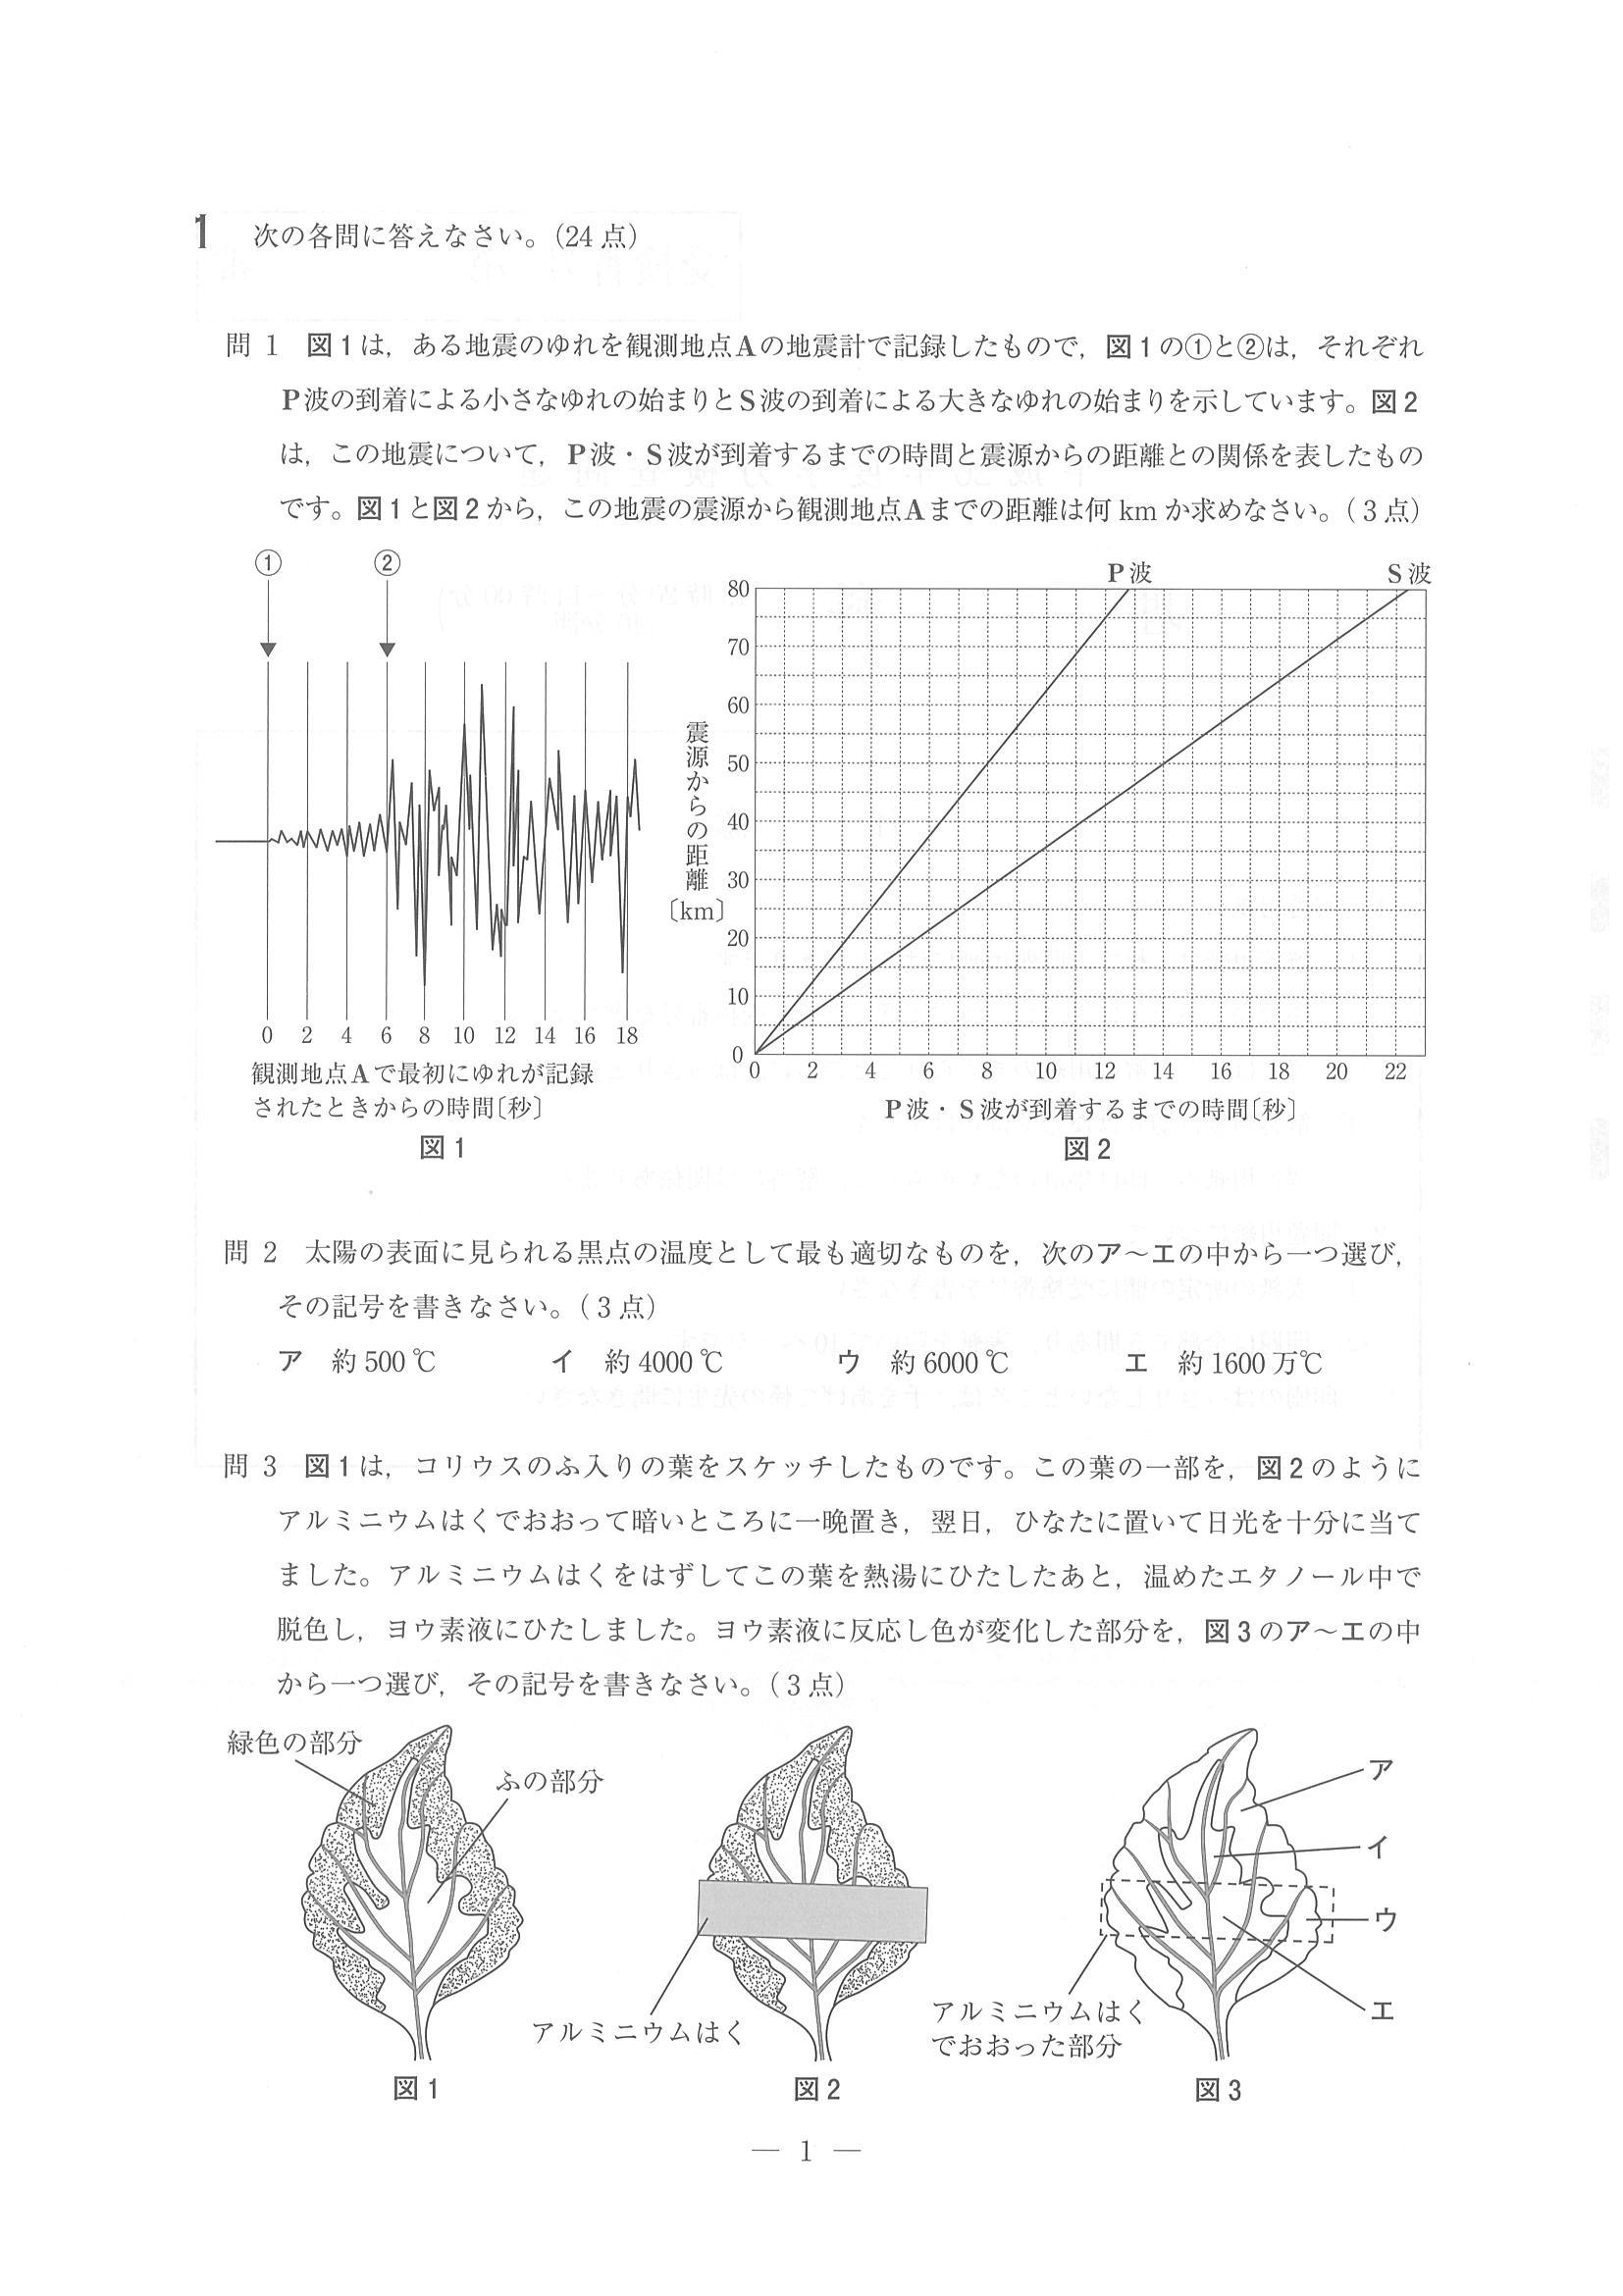 1 次の各問に答えなさい。（24点）
問 1 図1は，ある地震のゆれを観測地点Aの地震計で記録したもので，図1の①と②は，それぞれ
P波の到着による小さなゆれの始まりとS波の到着による大きなゆれの始まりを示しています。図2
は，この地震について，P波・S波が到着するまでの時間と震源からの距離との関係を表したもの
です。図1と図2から，この地震の震源から観測地点Aまでの距離は何 km か求めなさい。（3点）
① ②
0 2 4 6 8 10 12 14 16 18
観測地点Aで最初にゆれが記録
されたときからの時間〔秒〕
図1
P波 S波
80
70
60
50
40
30
20
10
0
震源からの距離
〔km〕
0 2 4 6 8 10 12 14 16 18 20 22
P波・S波が到着するまでの時間〔秒〕
図2
問 2 太陽の表面に見られる黒点の温度として最も適切なものを，次のア～エの中から一つ選び，
その記号を書きなさい。（3点）
ア 約500℃ イ 約4000℃ ウ 約6000℃ エ 約1600万℃
問 3 図1は，コリウスのふ入りの葉をスケッチしたものです。この葉の一部を，図2のように
アルミニウムはくでおおって暗いところに一晩置き，翌日，ひなたに置いて日光を十分に当て
ました。アルミニウムはくをはずしてこの葉を熱湯にひたしたあと，温めたエタノール中で
脱色し，ヨウ素液にひたしました。ヨウ素液に反応し色が変化した部分を，図3のア～エの中
から一つ選び，その記号を書きなさい。（3点）
緑色の部分
ふの部分
図1
アルミニウムはく
図2
ア
イ
ウ
エ
アルミニウムはく
でおおった部分
図3
— 1 —